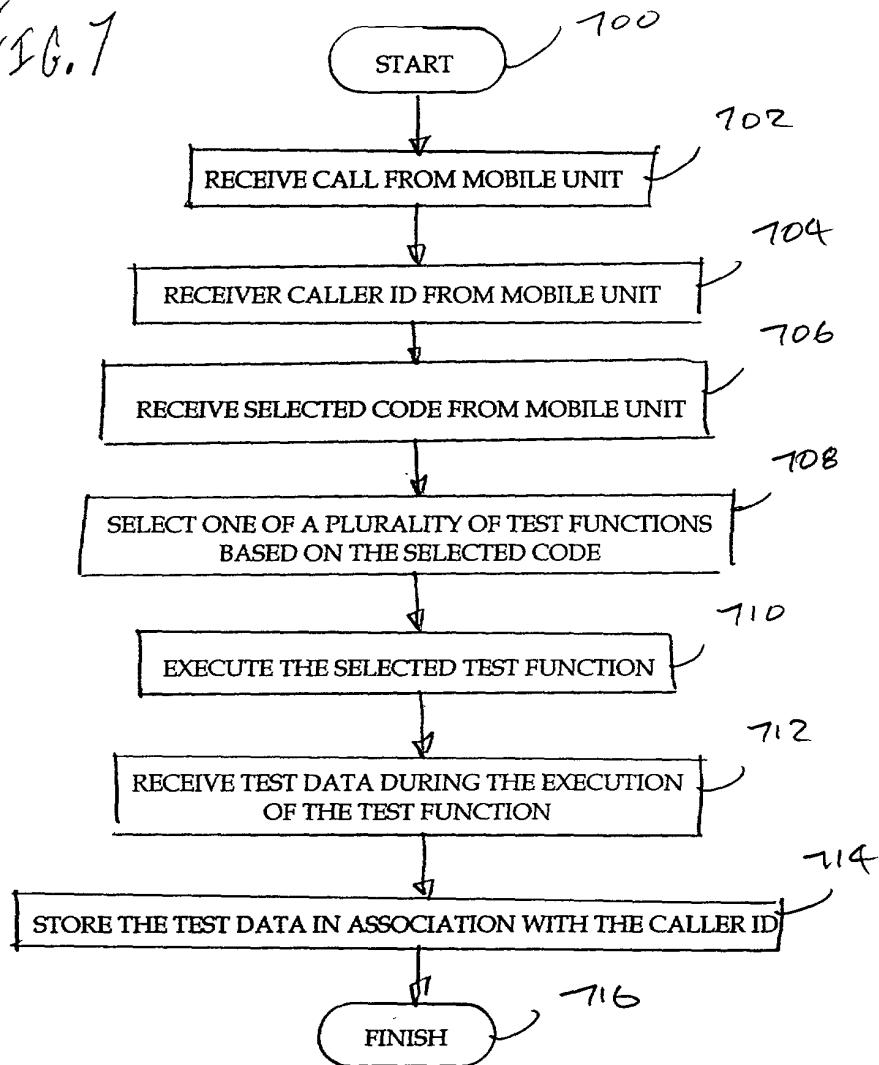 FIG. 7
START
700
702
RECEIVE CALL FROM MOBILE UNIT
704
RECEIVER CALLER ID FROM MOBILE UNIT
706
RECEIVE SELECTED CODE FROM MOBILE UNIT
708
SELECT ONE OF A PLURALITY OF TEST FUNCTIONS
BASED ON THE SELECTED CODE
710
EXECUTE THE SELECTED TEST FUNCTION
712
RECEIVE TEST DATA DURING THE EXECUTION
OF THE TEST FUNCTION
714
STORE THE TEST DATA IN ASSOCIATION WITH THE CALLER ID
716
FINISH